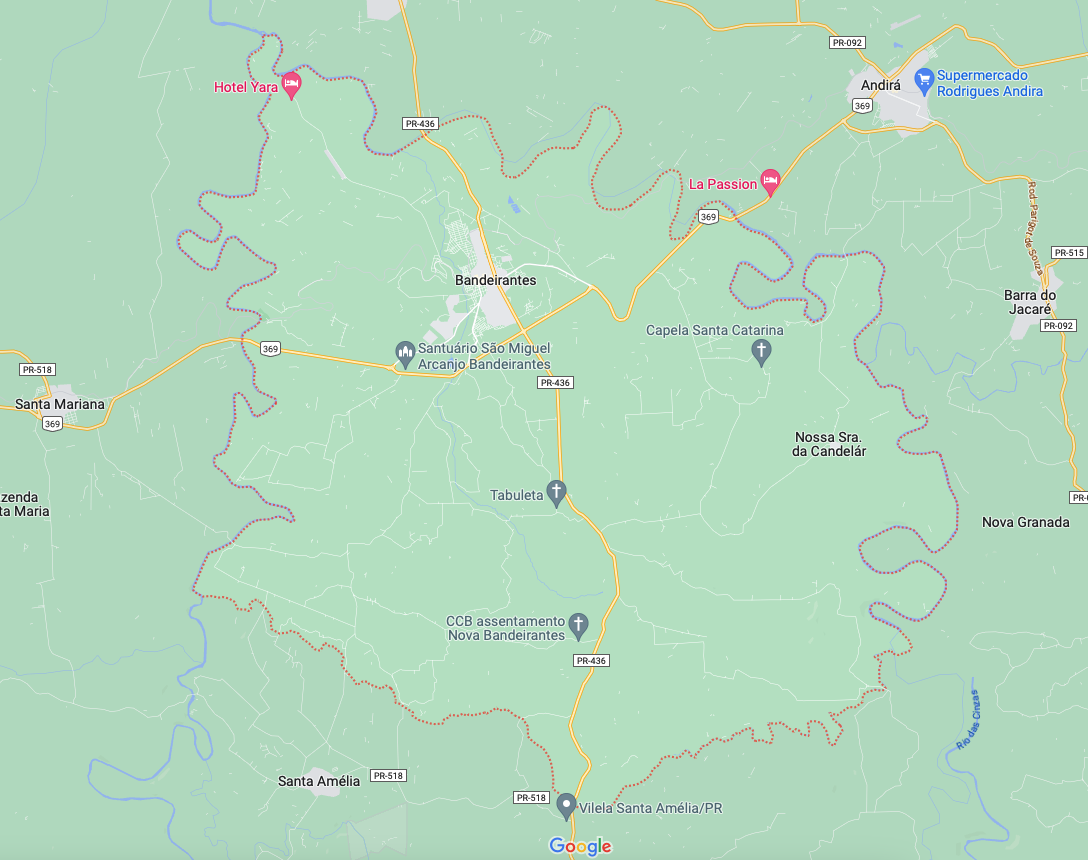 PR-092
Andirá
Supermercado
Rodrigues Andira
369
Hotel Yara
PR-436
La Passion
369
Rod. Parigot de Souza
PR-515
Bandeirantes
Barra do
Jacaré
PR-092
Capela Santa Catarina
369
Santuário São Miguel
Arcanjo Bandeirantes
PR-518
PR-436
Santa Mariana
369
Nossa Sra.
da Candelár
Tabuleta
zenda
ta Maria
PR-0
Nova Granada
CCB assentamento
Nova Bandeirantes
PR-436
Rio das Cinzas
Santa Amélia
PR-518
PR-518
Vilela Santa Amélia/PR
Google